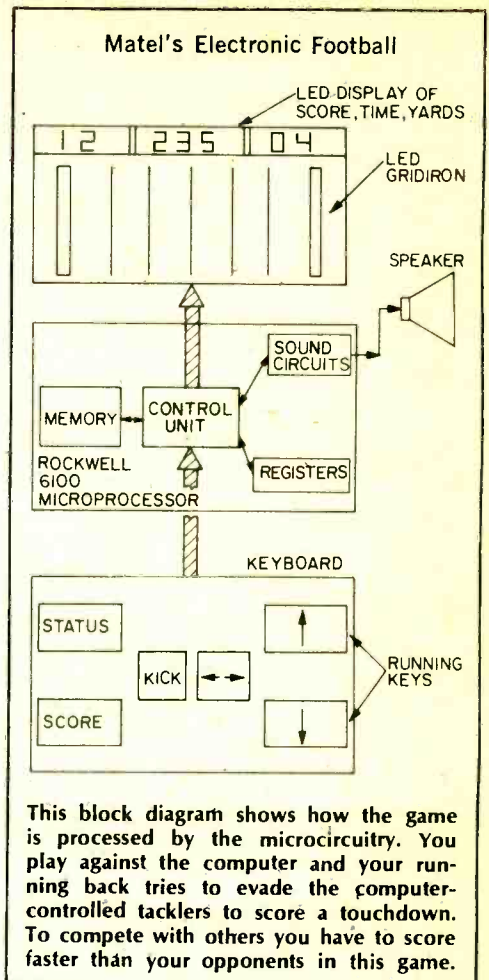 Matel's Electronic Football
LED DISPLAY OF
SCORE, TIME, YARDS
12 235 04
LED
GRIDIRON
SPEAKER
SOUND
CIRCUITS
MEMORY
CONTROL
UNIT
REGISTERS
ROCKWELL
6100
MICROPROCESSOR
KEYBOARD
STATUS
KICK
RUNNING
KEYS
SCORE
This block diagram shows how the game
is processed by the microcircuitry. You
play against the computer and your run-
ning back tries to evade the computer-
controlled tacklers to score a touchdown.
To compete with others you have to score
faster than your opponents in this game.